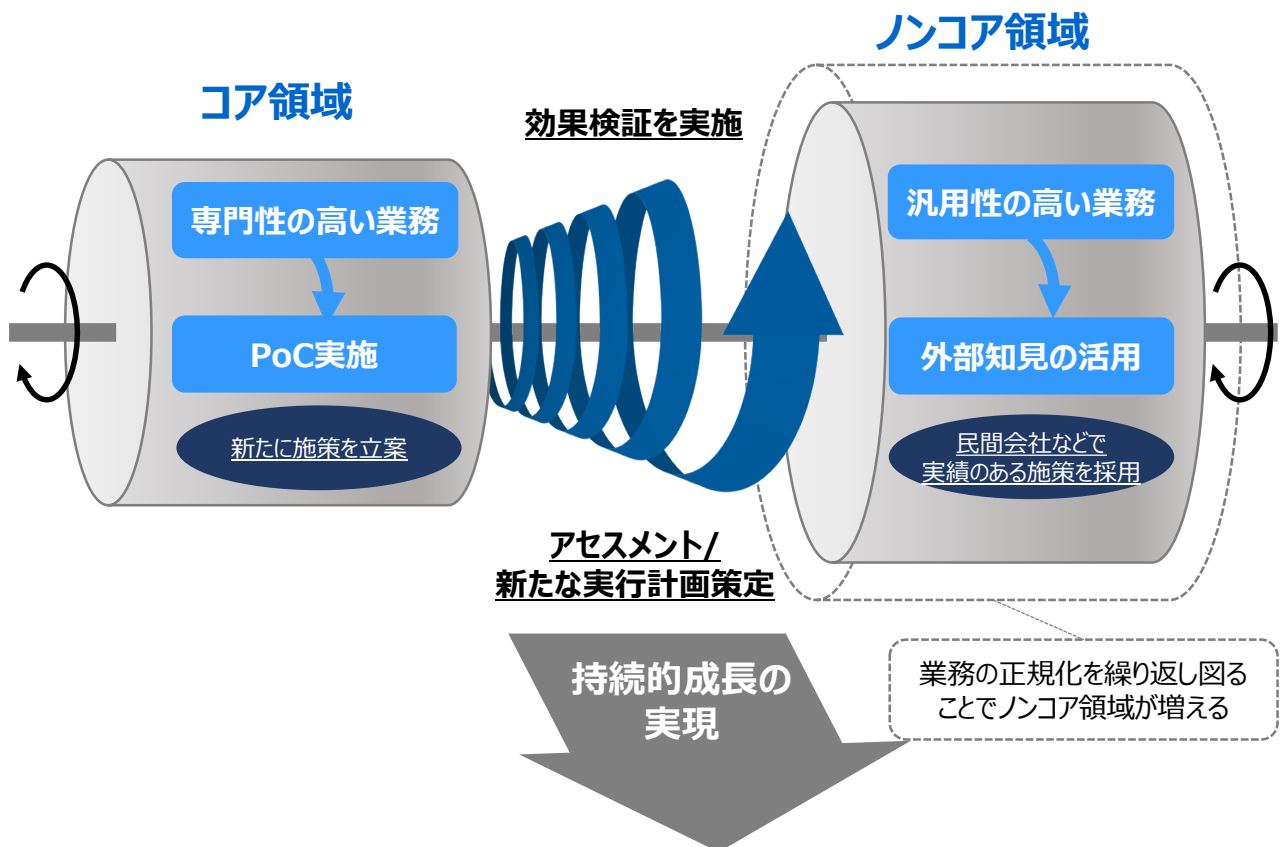 コア領域
専門性の高い業務
PoC実施
新たに施策を立案
効果検証を実施
アセスメント/
新たな実行計画策定
ノンコア領域
汎用性の高い業務
外部知見の活用
民間会社などで
実績のある施策を採用
業務の正規化を繰り返し図る
ことでノンコア領域が増える
持続的成長の
実現